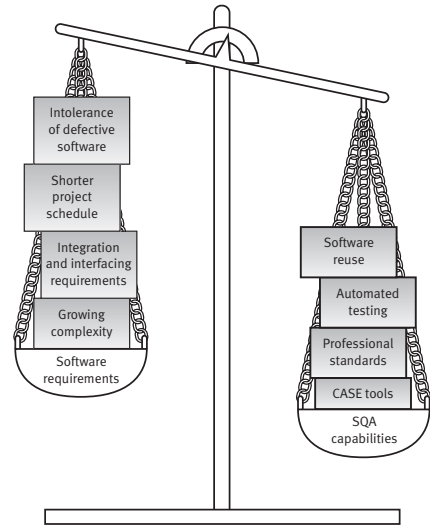 Intolerance
of defective
software
Shorter
project
schedule
Integration
and interfacing
requirements
Growing
complexity
Software
requirements
Software
reuse
Automated
testing
Professional
standards
CASE tools
SQA
capabilities